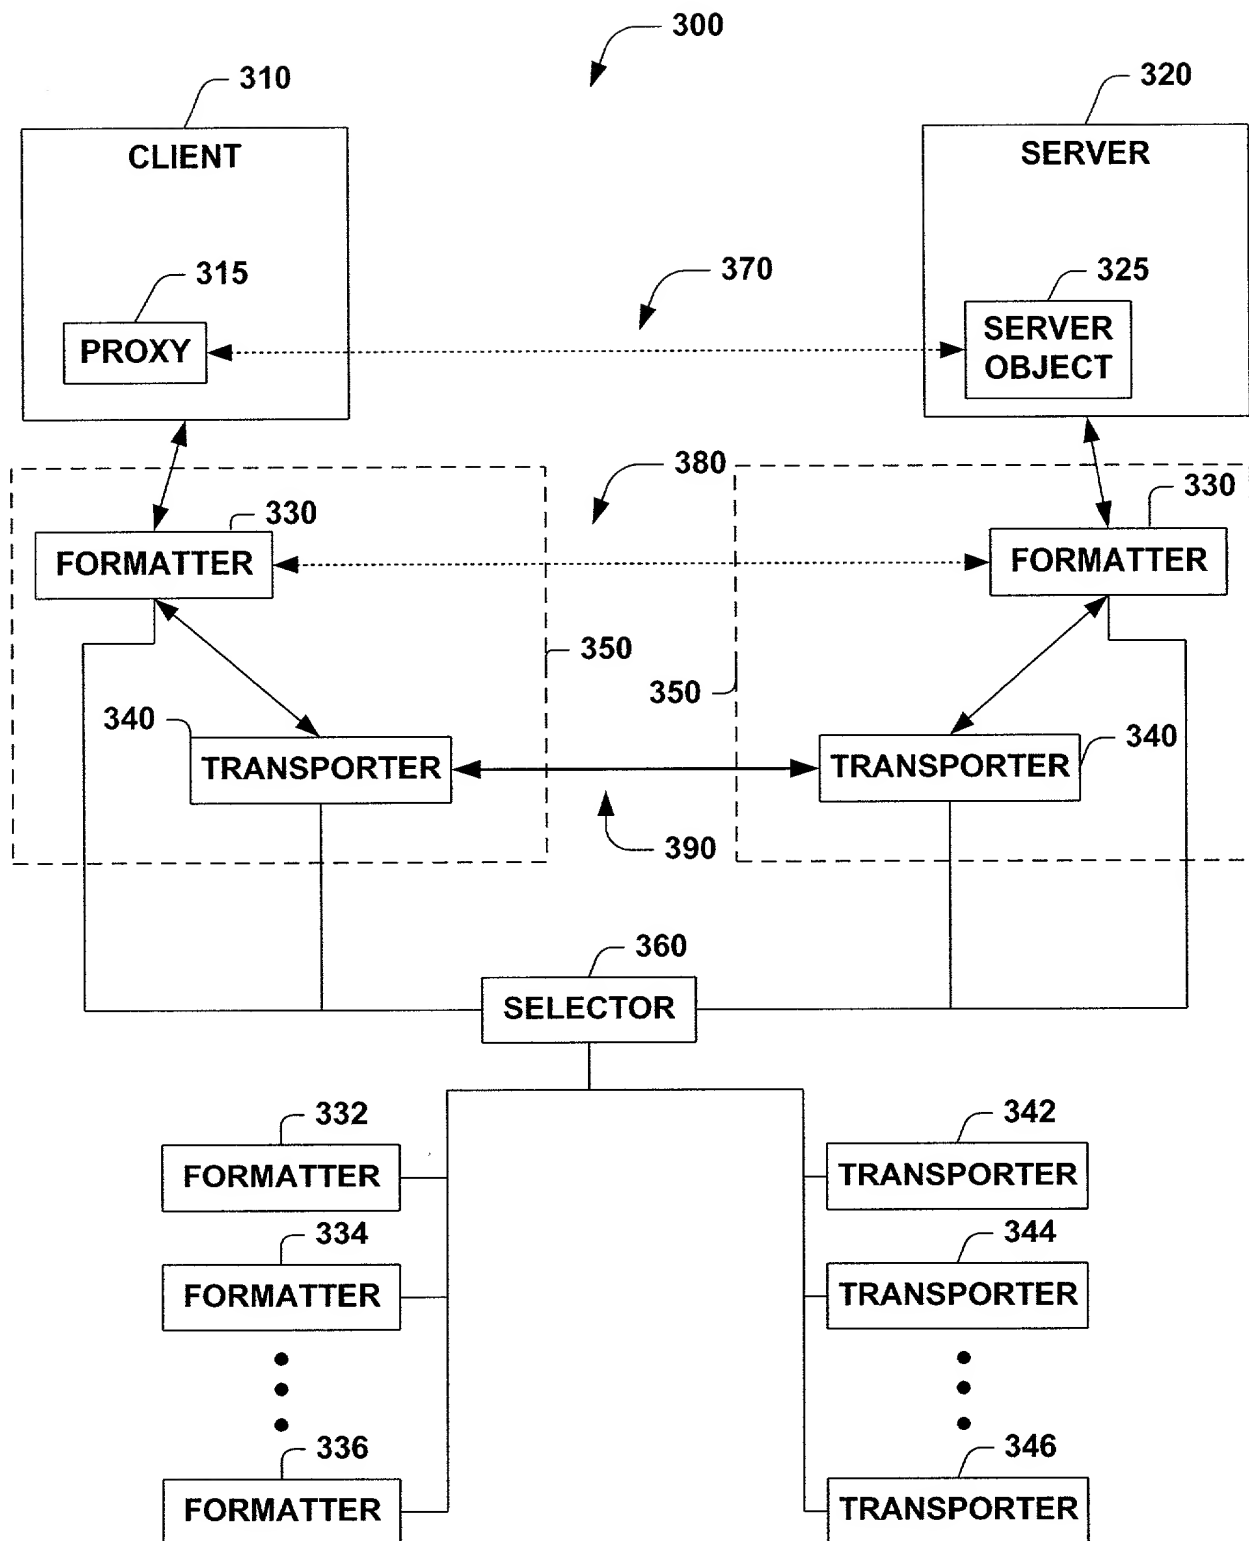 300
310
320
CLIENT
SERVER
315
370
325
PROXY
SERVER
OBJECT
380
330
330
FORMATTER
FORMATTER
350
350
340
340
TRANSPORTER
TRANSPORTER
390
360
SELECTOR
332
342
FORMATTER
TRANSPORTER
334
344
FORMATTER
TRANSPORTER
336
346
FORMATTER
TRANSPORTER